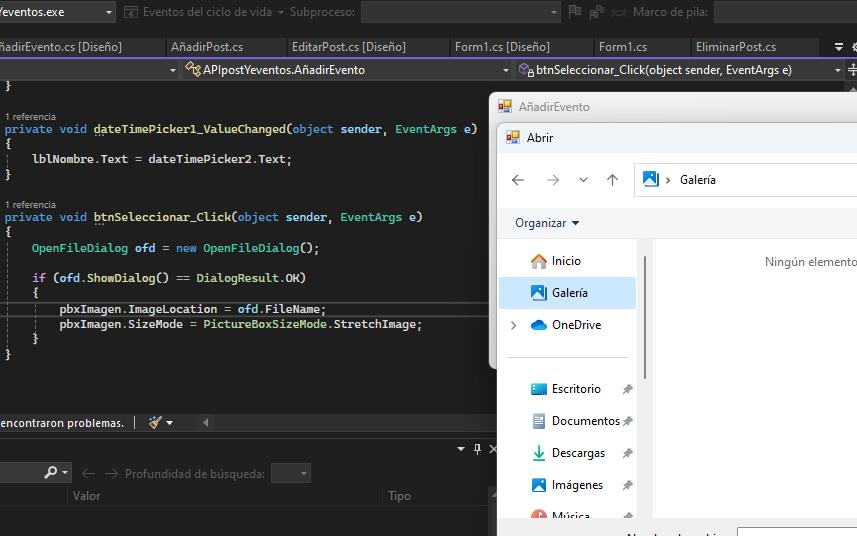 Yeventos.exe
Eventos del ciclo de vida
Subproceso:
Marco de pila:
ñadirEvento.cs [Diseño]
AñadirPost.cs
EditarPost.cs [Diseño]
Form1.cs [Diseño]
Form1.cs
EliminarPost.cs
APIpostYeventos.AñadirEvento
btnSeleccionar_Click(object sender, EventArgs e)
}
1 referencia
private void dateTimePicker1_ValueChanged(object sender, EventArgs e)
{
lblNombre.Text = dateTimePicker2.Text;
}
1 referencia
private void btnSeleccionar_Click(object sender, EventArgs e)
{
OpenFileDialog ofd = new OpenFileDialog();
if (ofd.ShowDialog() == DialogResult.OK)
{
pbxImagen.ImageLocation = ofd.FileName;
pbxImagen.SizeMode = PictureBoxSizeMode.StretchImage;
}
}
encontraron problemas.
Profundidad de búsqueda:
Valor
Tipo
AñadirEvento
Abrir
Galería
Organizar
Ningún elemento
Inicio
Galería
OneDrive
Escritorio
Documentos
Descargas
Imágenes
Música